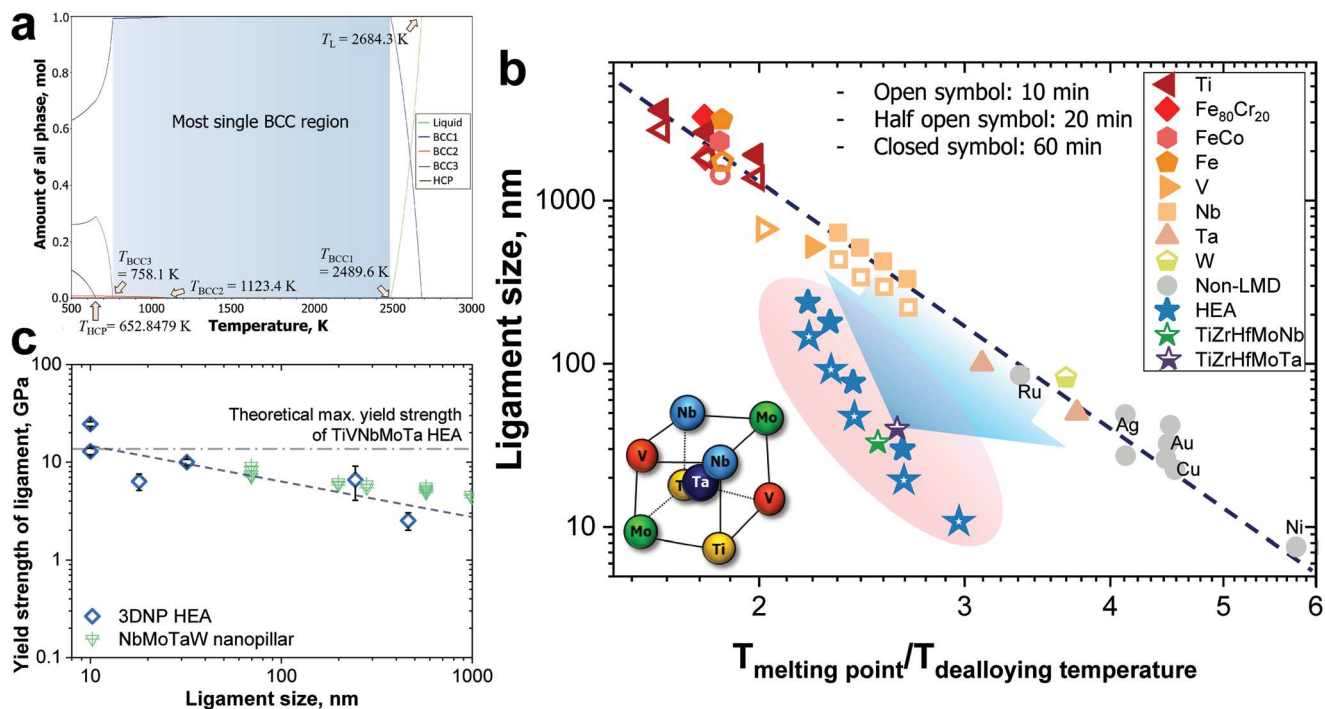 a
Amount of all phase, mol
1.0
0.8
0.6
0.4
0.2
0.0
T_L = 2684.3 K
Most single BCC region
Liquid
BCC1
BCC2
BCC3
HCP
T_BCC3
= 758.1 K
T_BCC1
= 2489.6 K
T_BCC2 = 1123.4 K
500
1000
1500
2000
2500
3000
Temperature, K
T_HCP = 652.8479 K
b
Ligament size, nm
1000
100
10
- Open symbol: 10 min
- Half open symbol: 20 min
- Closed symbol: 60 min
Ti
Fe80Cr20
FeCo
Fe
V
Nb
Ta
W
Non-LMD
HEA
TiZrHfMoNb
TiZrHfMoTa
Ru
Ag
Au
Cu
Ni
Nb
Mo
V
Nb
Ta
V
Mo
Ti
2
3
4
5
6
T melting point/T dealloying temperature
c
Yield strength of ligament, GPa
100
10
1
0.1
Theoretical max. yield strength
of TiVNbMoTa HEA
3DNP HEA
NbMoTaW nanopillar
10
100
1000
Ligament size, nm